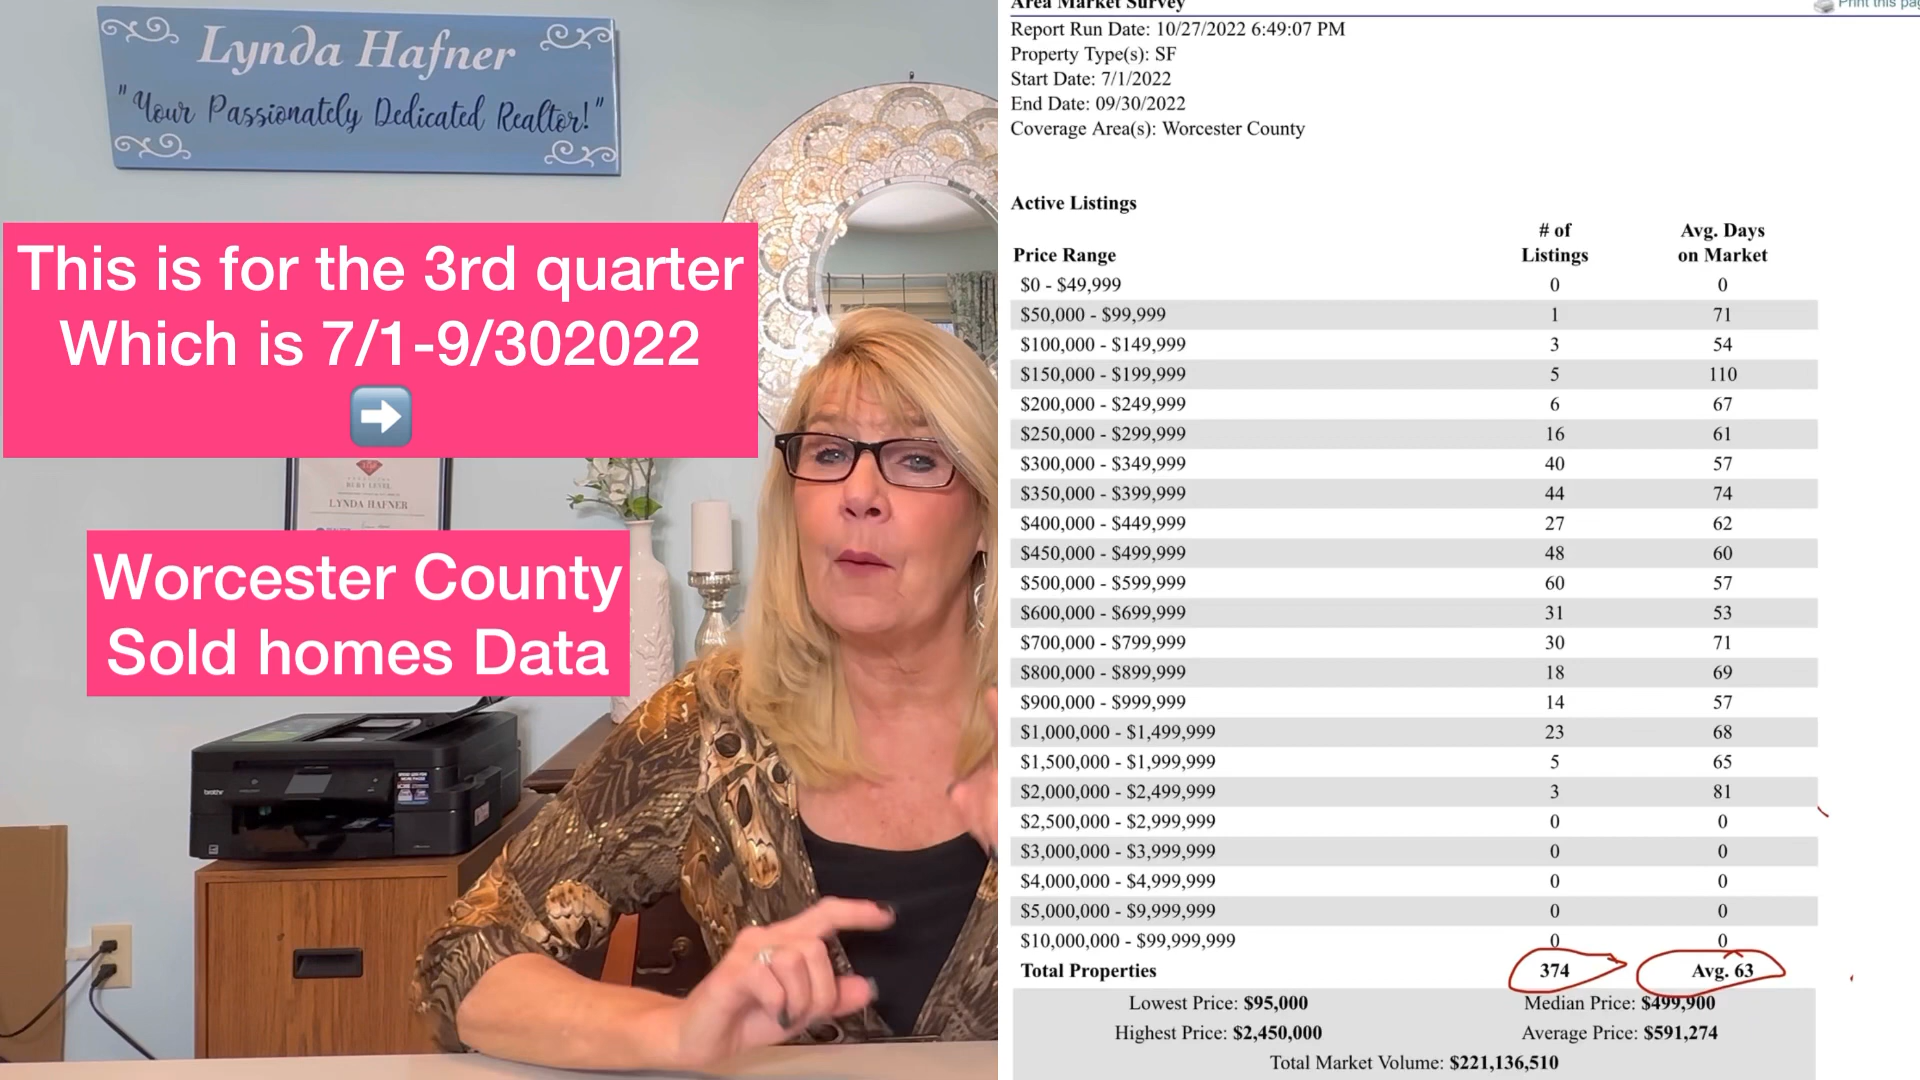 Lynda Hafner
"Your Passionately Dedicated Realtor!"
This is for the 3rd quarter
Which is 7/1-9/302022
➡️
RUBY LEVEL
LYNDA HAFNER
Worcester County
Sold homes Data
brother
Area Market Survey
Print this pag
Report Run Date: 10/27/2022 6:49:07 PM
Property Type(s): SF
Start Date: 7/1/2022
End Date: 09/30/2022
Coverage Area(s): Worcester County
Active Listings
# of Avg. Days
Price Range Listings on Market
$0 - $49,999 0 0
$50,000 - $99,999 1 71
$100,000 - $149,999 3 54
$150,000 - $199,999 5 110
$200,000 - $249,999 6 67
$250,000 - $299,999 16 61
$300,000 - $349,999 40 57
$350,000 - $399,999 44 74
$400,000 - $449,999 27 62
$450,000 - $499,999 48 60
$500,000 - $599,999 60 57
$600,000 - $699,999 31 53
$700,000 - $799,999 30 71
$800,000 - $899,999 18 69
$900,000 - $999,999 14 57
$1,000,000 - $1,499,999 23 68
$1,500,000 - $1,999,999 5 65
$2,000,000 - $2,499,999 3 81
$2,500,000 - $2,999,999 0 0
$3,000,000 - $3,999,999 0 0
$4,000,000 - $4,999,999 0 0
$5,000,000 - $9,999,999 0 0
$10,000,000 - $99,999,999 0 0
Total Properties 374 Avg. 63
Lowest Price: $95,000 Median Price: $499,900
Highest Price: $2,450,000 Average Price: $591,274
Total Market Volume: $221,136,510